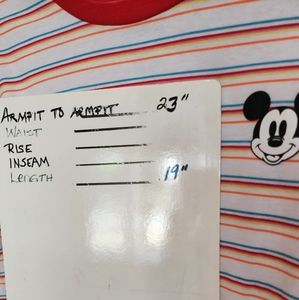 ARMPIT TO ARMPIT 23"
WAIST
RISE
INSEAM
LENGTH 19"